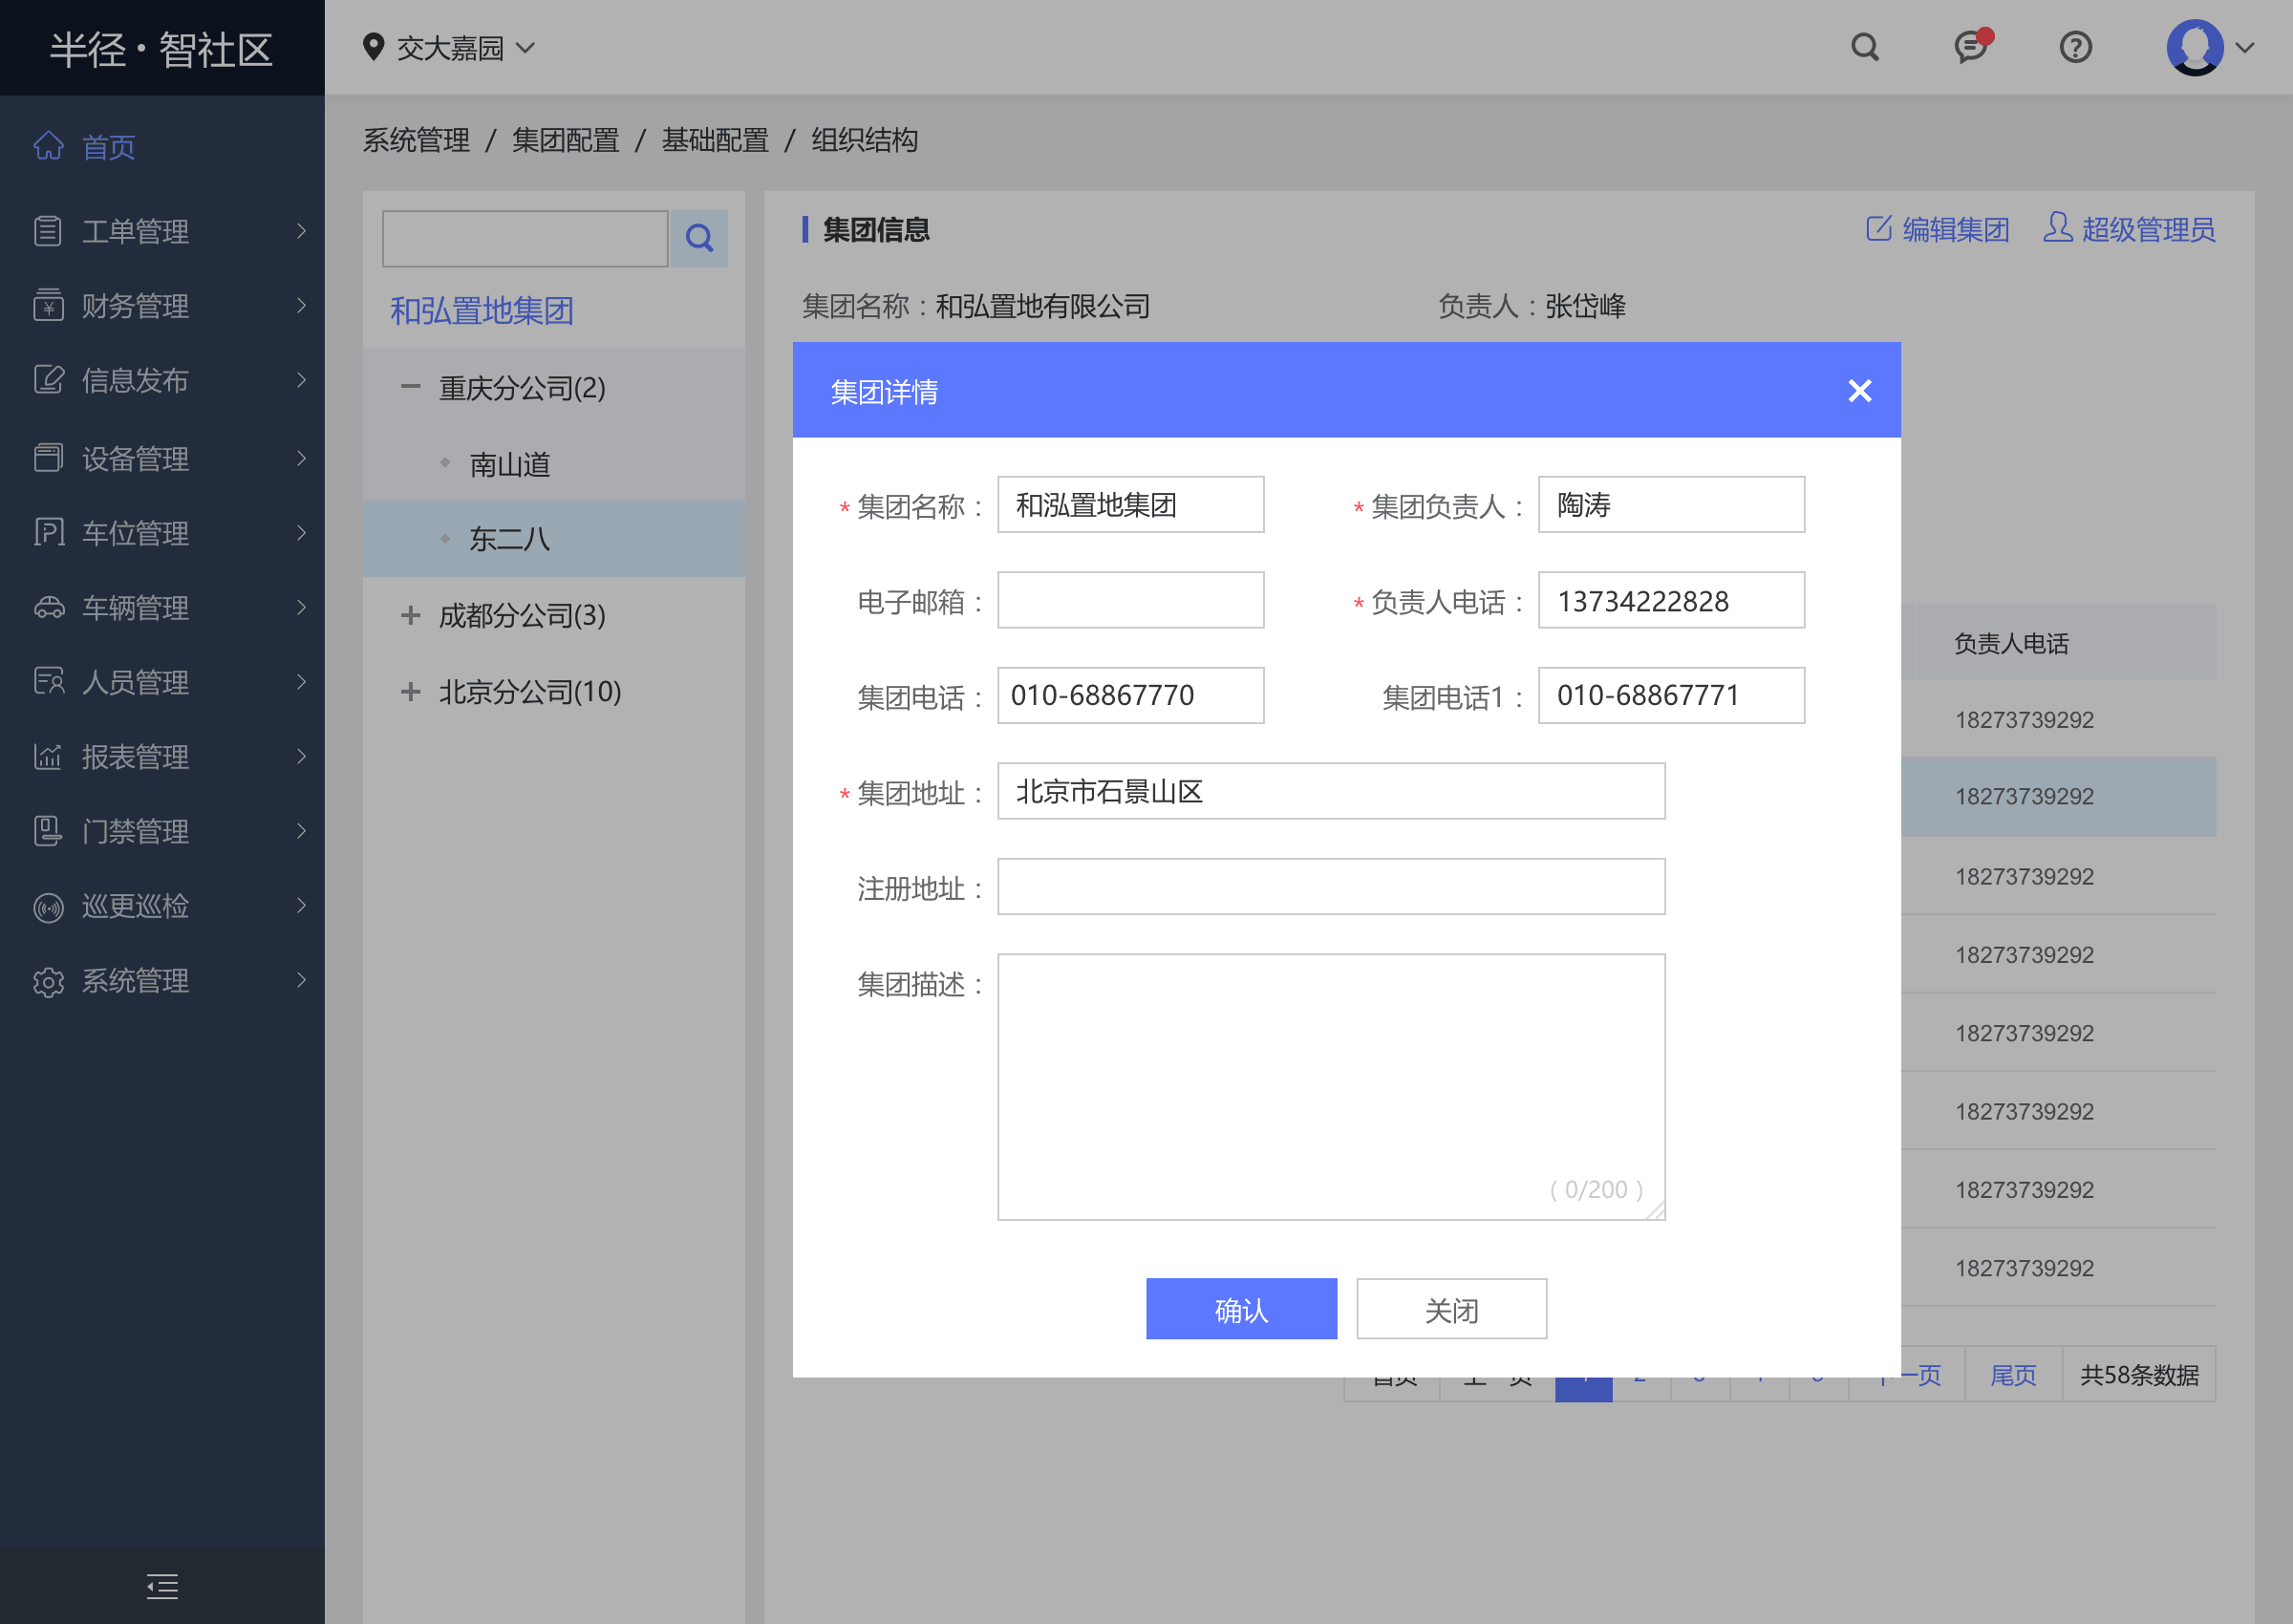 半径·智社区
交大嘉园
首页
工单管理
财务管理
信息发布
设备管理
车位管理
车辆管理
人员管理
报表管理
门禁管理
巡更巡检
系统管理
系统管理 / 集团配置 / 基础配置 / 组织结构
和弘置地集团
重庆分公司(2)
南山道
东二八
成都分公司(3)
北京分公司(10)
集团信息
编辑集团
超级管理员
集团名称：和弘置地有限公司
负责人：张岱峰
集团详情
* 集团名称： 和泓置地集团
* 集团负责人： 陶涛
电子邮箱：
* 负责人电话： 13734222828
集团电话： 010-68867770
集团电话1： 010-68867771
* 集团地址： 北京市石景山区
注册地址：
集团描述：
( 0/200 )
确认
关闭
负责人电话
18273739292
18273739292
18273739292
18273739292
18273739292
18273739292
18273739292
18273739292
首页 上一页 下一页 尾页 共58条数据